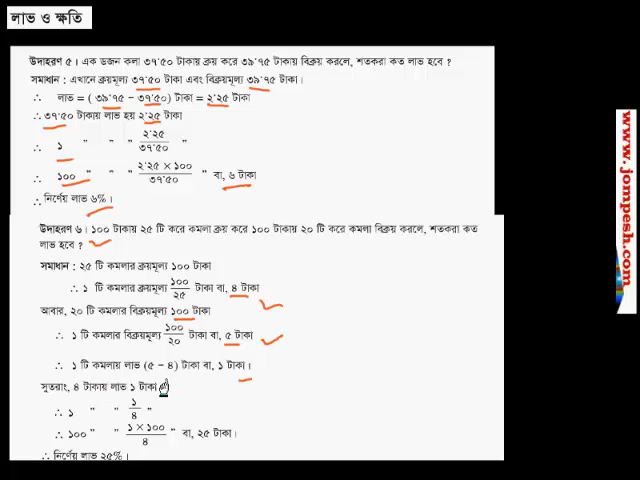 লাভ ও ক্ষতি
উদাহরণ ৫। এক ডজন কলা ৩৭·৫০ টাকায় ক্রয় করে ৩৯·৭৫ টাকায় বিক্রয় করলে, শতকরা কত লাভ হবে ?
সমাধান : এখানে ক্রয়মূল্য ৩৭·৫০ টাকা এবং বিক্রয়মূল্য ৩৯·৭৫ টাকা।
∴ লাভ = ( ৩৯·৭৫ − ৩৭·৫০) টাকা = ২·২৫ টাকা
∴ ৩৭·৫০ টাকায় লাভ হয় ২·২৫ টাকা
∴ ১ " " " ২·২৫/৩৭·৫০ "
∴ ১০০ " " " ২·২৫ × ১০০/৩৭·৫০ " বা, ৬ টাকা
∴ নির্ণেয় লাভ ৬%।
উদাহরণ ৬। ১০০ টাকায় ২৫ টি করে কমলা ক্রয় করে ১০০ টাকায় ২০ টি করে কমলা বিক্রয় করলে, শতকরা কত
লাভ হবে ?
সমাধান : ২৫ টি কমলার ক্রয়মূল্য ১০০ টাকা
∴ ১ টি কমলার ক্রয়মূল্য ১০০/২৫ টাকা বা, ৪ টাকা
আবার, ২০ টি কমলার বিক্রয়মূল্য ১০০ টাকা
∴ ১ টি কমলার বিক্রয়মূল্য ১০০/২০ টাকা বা, ৫ টাকা
∴ ১ টি কমলায় লাভ (৫ − ৪) টাকা বা, ১ টাকা।
সুতরাং, ৪ টাকায় লাভ ১ টাকা
∴ ১ " " ১/৪ "
∴ ১০০ " " ১ × ১০০/৪ " বা, ২৫ টাকা।
∴ নির্ণেয় লাভ ২৫%।
www.jompesh.com